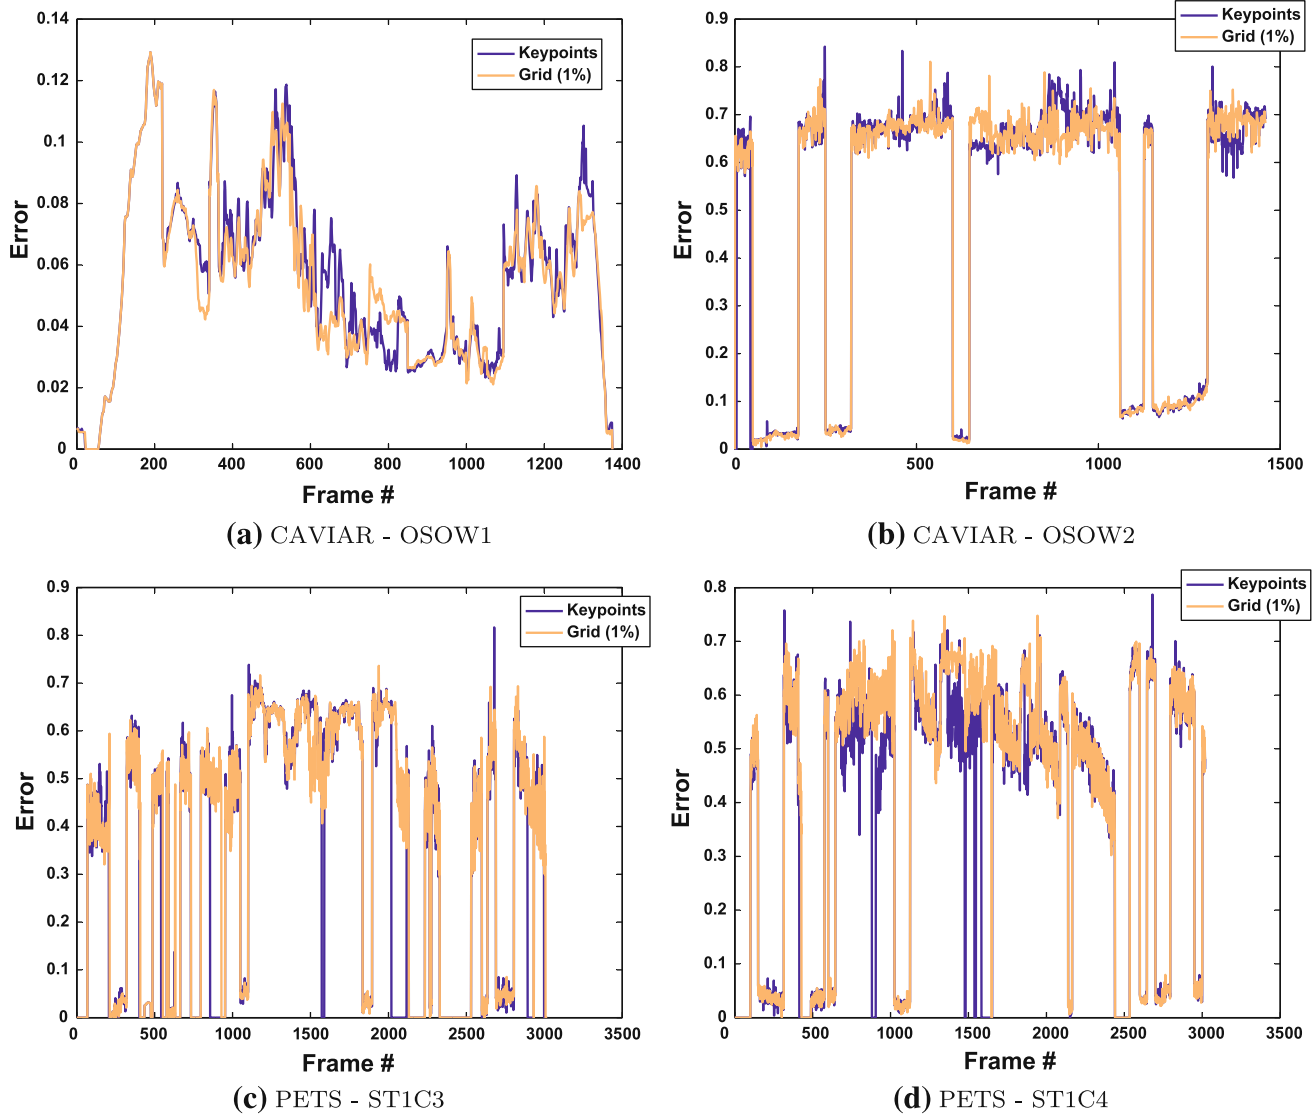 0.14
0.12
0.1
0.08
0.06
0.04
0.02
0
Error
Keypoints
Grid (1%)
0 200 400 600 800 1000 1200 1400
Frame #
(a) CAVIAR - OSOW1
0.9
0.8
0.7
0.6
0.5
0.4
0.3
0.2
0.1
0
Error
Keypoints
Grid (1%)
0 500 1000 1500
Frame #
(b) CAVIAR - OSOW2
0.9
0.8
0.7
0.6
0.5
0.4
0.3
0.2
0.1
0
Error
Keypoints
Grid (1%)
0 500 1000 1500 2000 2500 3000 3500
Frame #
(c) PETS - ST1C3
0.8
0.7
0.6
0.5
0.4
0.3
0.2
0.1
0
Error
Keypoints
Grid (1%)
0 500 1000 1500 2000 2500 3000 3500
Frame #
(d) PETS - ST1C4